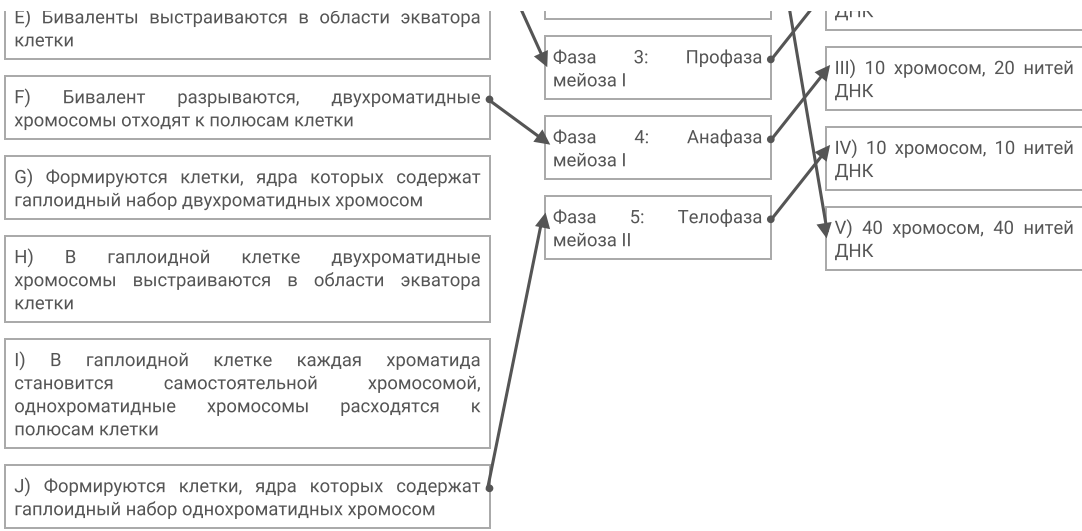 E) Биваленты выстраиваются в области экватора
клетки
F) Бивалент разрываются, двухроматидные
хромосомы отходят к полюсам клетки
G) Формируются клетки, ядра которых содержат
гаплоидный набор двухроматидных хромосом
H) В гаплоидной клетке двухроматидные
хромосомы выстраиваются в области экватора
клетки
I) В гаплоидной клетке каждая хроматида
становится самостоятельной хромосомой,
однохроматидные хромосомы расходятся к
полюсам клетки
J) Формируются клетки, ядра которых содержат
гаплоидный набор однохроматидных хромосом
Фаза 3: Профаза
мейоза I
Фаза 4: Анафаза
мейоза I
Фаза 5: Телофаза
мейоза II
ДНК
III) 10 хромосом, 20 нитей
ДНК
IV) 10 хромосом, 10 нитей
ДНК
V) 40 хромосом, 40 нитей
ДНК